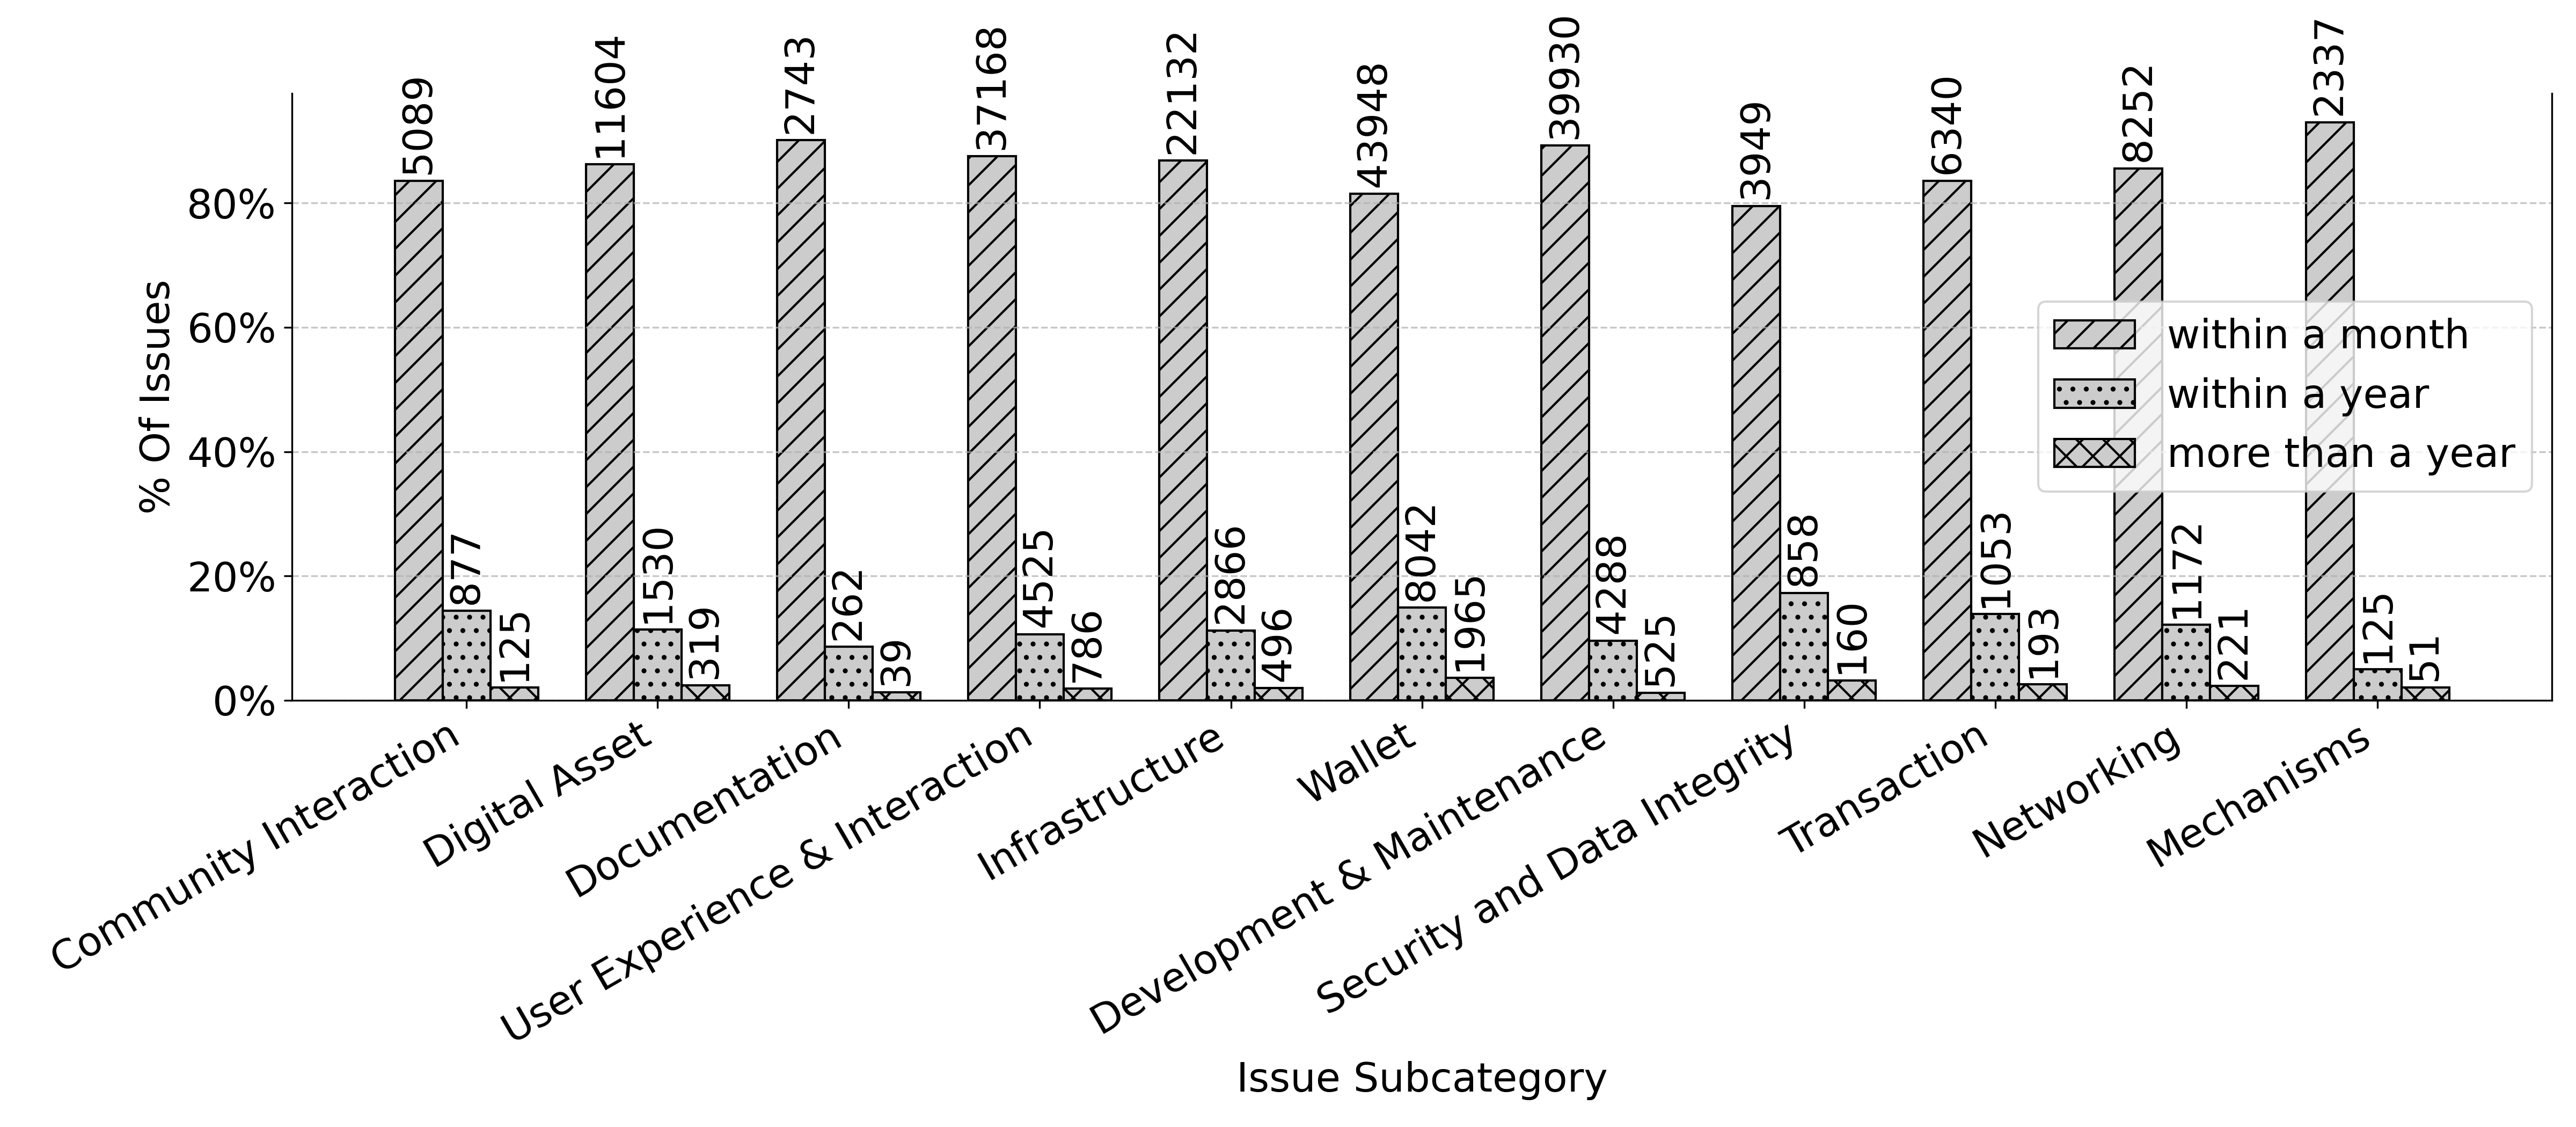 5089
11604
2743
37168
22132
43948
39930
3949
6340
8252
2337
877
1530
262
4525
2866
8042
4288
858
1053
1172
125
125
319
39
786
496
1965
525
160
193
221
51
within a month
within a year
more than a year
80%
60%
40%
20%
0%
% Of Issues
Community Interaction
Digital Asset
Documentation
User Experience & Interaction
Infrastructure
Wallet
Development & Maintenance
Security and Data Integrity
Transaction
Networking
Mechanisms
Issue Subcategory